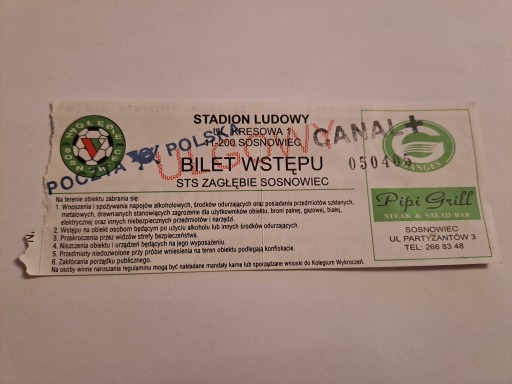 STADION LUDOWY
UL. KRESOWA 1
41-200 SOSNOWIEC
BILET WSTĘPU
STS ZAGŁĘBIE SOSNOWIEC
ULGOWY
POCZTA POLSKA
CANAL+
050405
Na terenie obiektu zabrania się:
1. Wnoszenia i spożywania napojów alkoholowych, środków odurzających oraz posiadania przedmiotów szklanych,
metalowych, drewnianych stanowiących zagrożenie dla użytkowników obiektu, broni palnej, gazowej, białej,
elektrycznej oraz innych niebezpiecznych przedmiotów i narzędzi.
2. Wstępu na obiekt osobom będącym po użyciu alkoholu lub innych środków odurzających.
3. Przekroczenia przez widzów strefy bezpieczeństwa.
4. Niszczenia obiektu i urządzeń będących na jego wyposażeniu.
5. Przedmioty niedozwolone przy próbie wniesienia na teren obiektu podlegają konfiskacie.
6. Zakłócania porządku publicznego.
Na osoby winne naruszania regulaminu mogą być nakładane mandaty karne lub sporządzane wnioski do Kolegium Wykroczeń.
Nr.
Pipi Grill
STEAK & SALAD BAR
SOSNOWIEC
UL PARTYZANTÓW 3
TEL: 266 83 48